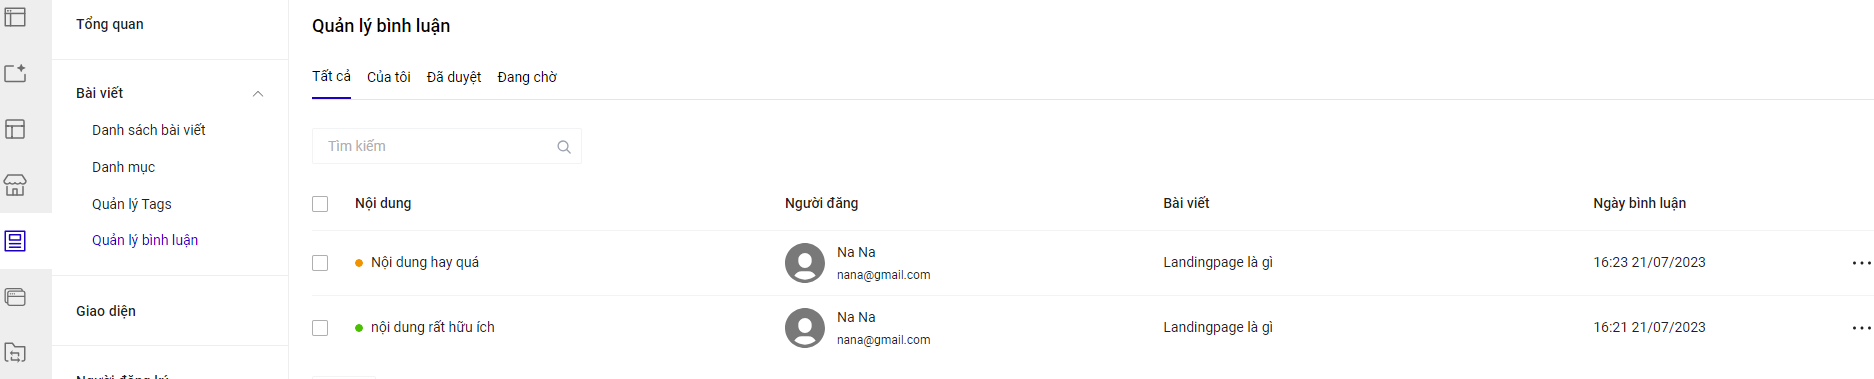 Tổng quan
Bài viết
Danh sách bài viết
Danh mục
Quản lý Tags
Quản lý bình luận
Giao diện
Người đăng ký
Quản lý bình luận
Tất cả Của tôi Đã duyệt Đang chờ
Tìm kiếm
Nội dung Người đăng Bài viết Ngày bình luận
Nội dung hay quá Na Na nana@gmail.com Landingpage là gì 16:23 21/07/2023
nội dung rất hữu ích Na Na nana@gmail.com Landingpage là gì 16:21 21/07/2023